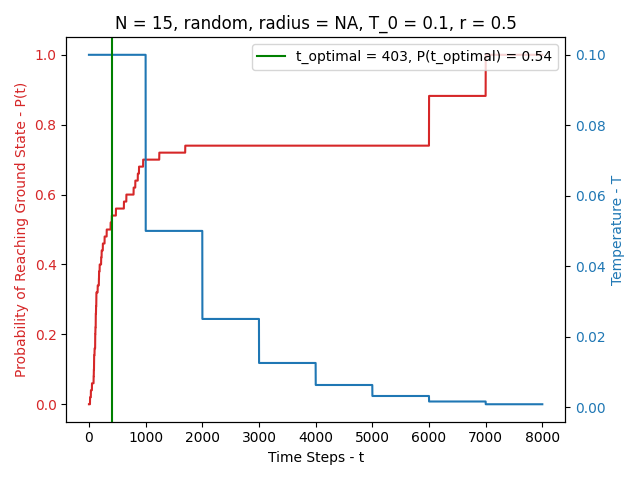 N = 15, random, radius = NA, T_0 = 0.1, r = 0.5
t_optimal = 403, P(t_optimal) = 0.54
Probability of Reaching Ground State - P(t)
1.0
0.8
0.6
0.4
0.2
0.0
0.10
0.08
0.06
0.04
0.02
0.00
Temperature - T
0 1000 2000 3000 4000 5000 6000 7000 8000
Time Steps - t